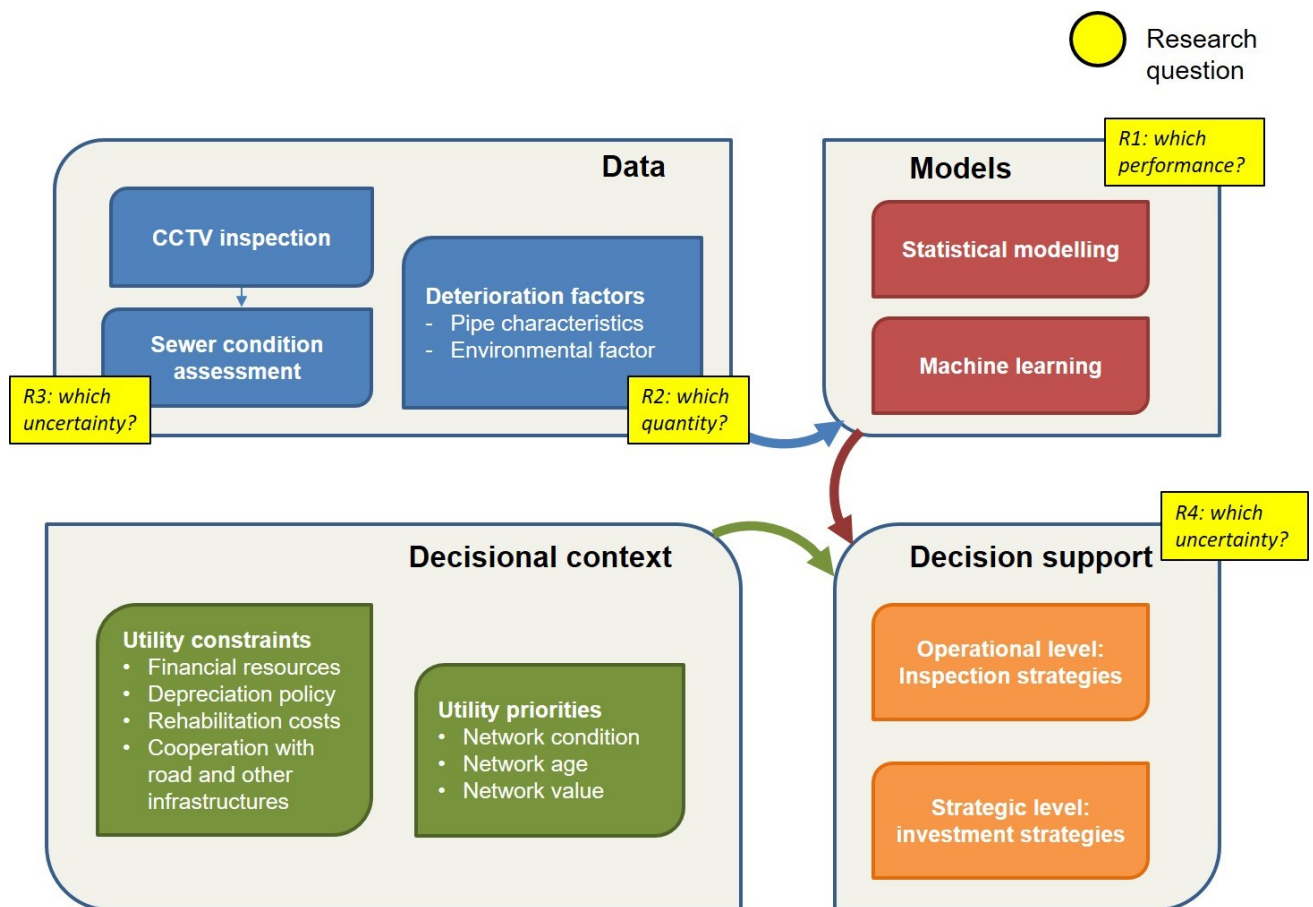 Research
question
Data
CCTV inspection
Sewer condition
assessment
Deterioration factors
- Pipe characteristics
- Environmental factor
R3: which
uncertainty?
R2: which
quantity?
Models
R1: which
performance?
Statistical modelling
Machine learning
Decisional context
Utility constraints
• Financial resources
• Depreciation policy
• Rehabilitation costs
• Cooperation with
road and other
infrastructures
Utility priorities
• Network condition
• Network age
• Network value
Decision support
R4: which
uncertainty?
Operational level:
Inspection strategies
Strategic level:
investment strategies